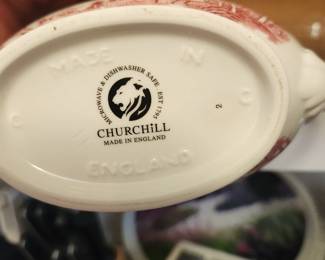 MADE IN
MICROWAVE & DISHWASHER SAFE EST 1795
CHURCHiLL
MADE IN ENGLAND
2
ENGLAND